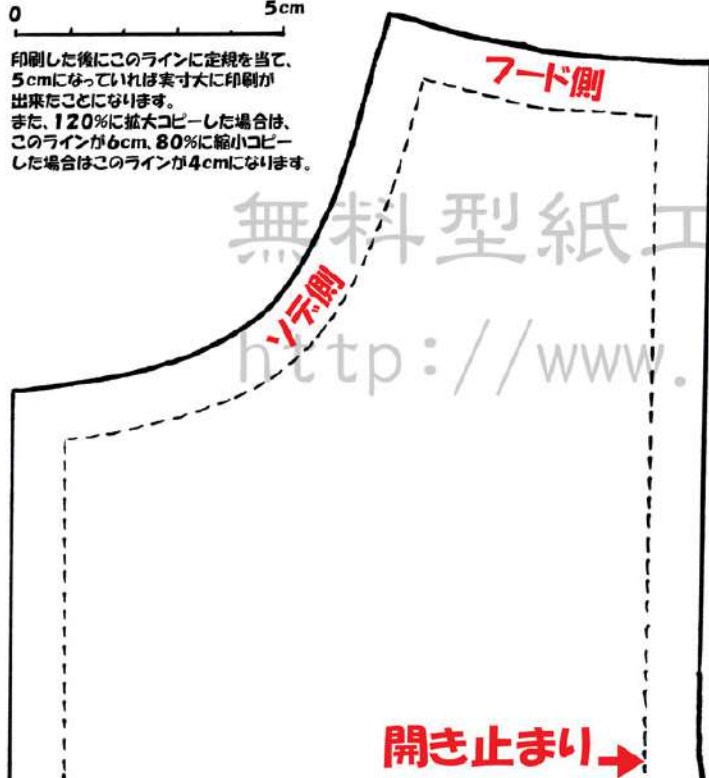 0 5cm
印刷した後にこのラインに定規を当て、
5cmになっていれば実寸大に印刷が
出来たことになります。
また、120%に拡大コピーした場合は、
このラインが6cm、80%に縮小コピー
した場合はこのラインが4cmになります。
フード側
無料型紙工
ソデ側
http://www.
開き止まり